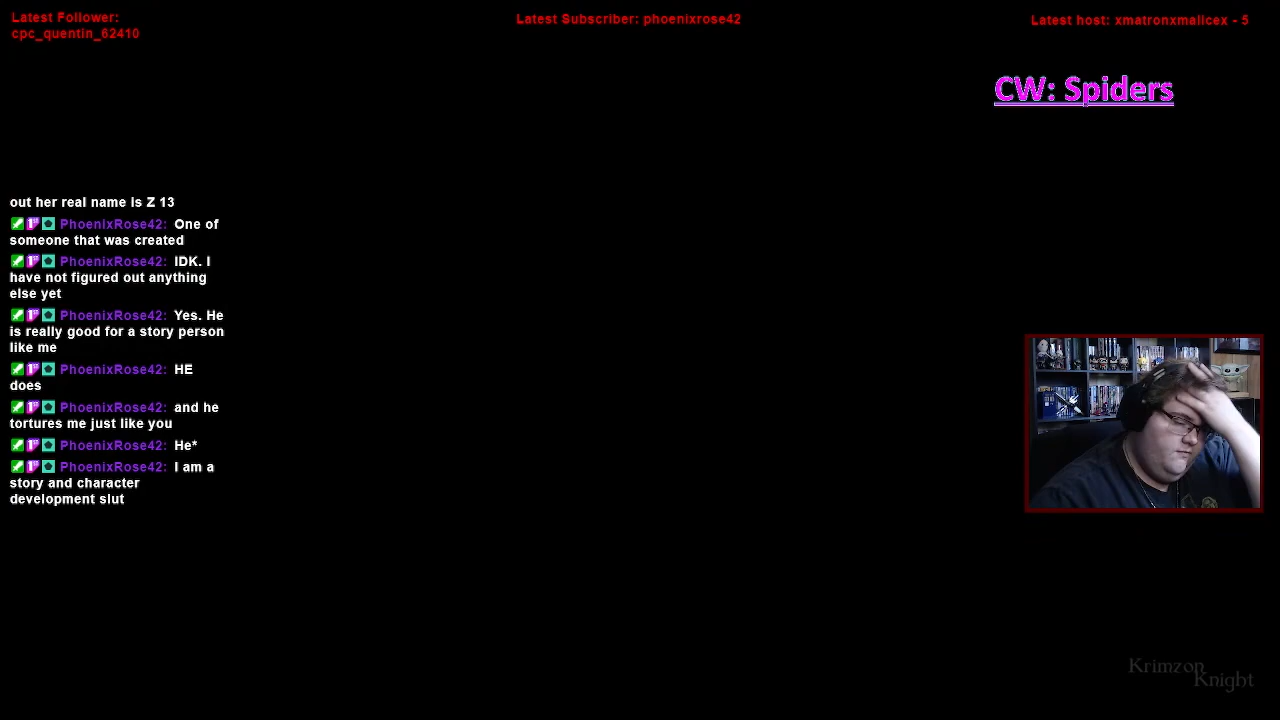 Latest Follower:
cpc_quentin_62410
Latest Subscriber: phoenixrose42
Latest host: xmatronxmalicex - 5
CW: Spiders
out her real name is Z 13
PhoenixRose42: One of
someone that was created
PhoenixRose42: IDK. I
have not figured out anything
else yet
PhoenixRose42: Yes. He
is really good for a story person
like me
PhoenixRose42: HE
does
PhoenixRose42: and he
tortures me just like you
PhoenixRose42: He*
PhoenixRose42: I am a
story and character
development slut
Krimzon
Knight